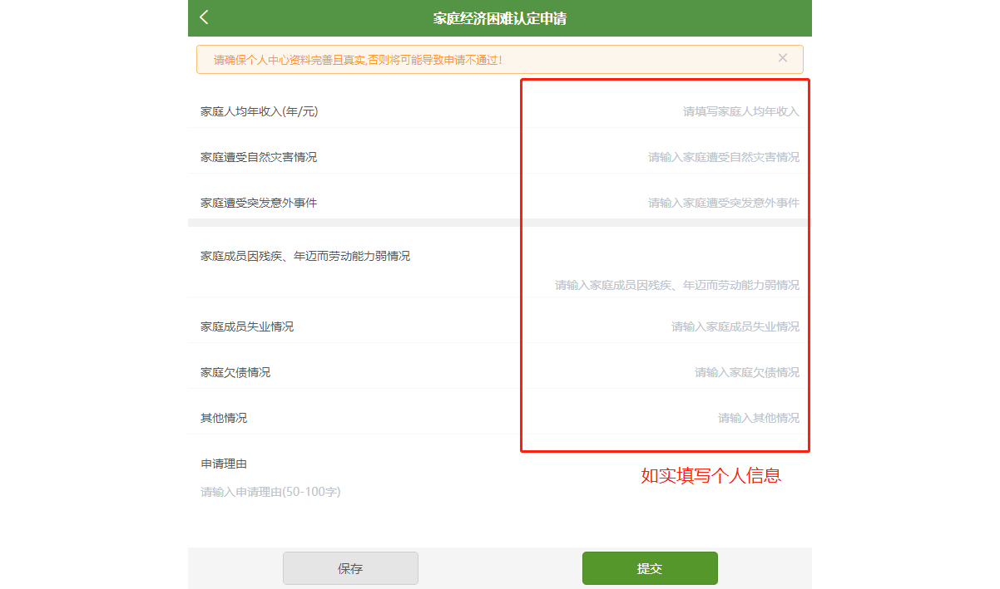 家庭经济困难认定申请
请确保个人中心资料完善且真实,否则将可能导致申请不通过!
家庭人均年收入(年/元)
请填写家庭人均年收入
家庭遭受自然灾害情况
请输入家庭遭受自然灾害情况
家庭遭受突发意外事件
请输入家庭遭受突发意外事件
家庭成员因残疾、年迈而劳动能力弱情况
请输入家庭成员因残疾、年迈而劳动能力弱情况
家庭成员失业情况
请输入家庭成员失业情况
家庭欠债情况
请输入家庭欠债情况
其他情况
请输入其他情况
申请理由
如实填写个人信息
请输入申请理由(50-100字)
保存
提交